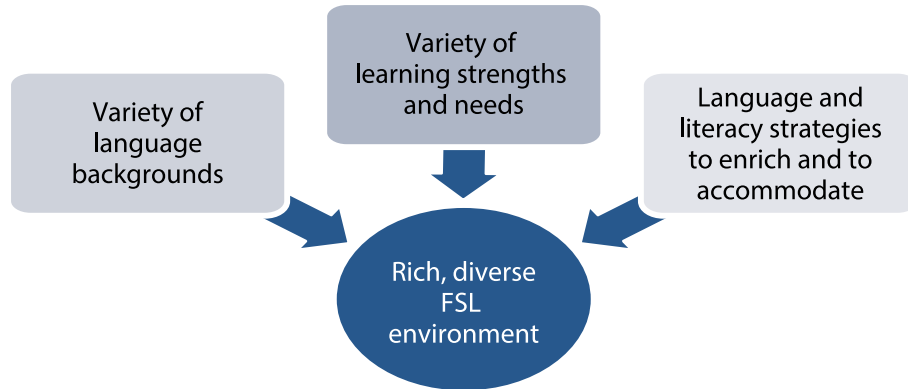 Variety of
language
backgrounds
Variety of
learning strengths
and needs
Language and
literacy strategies
to enrich and to
accommodate
Rich, diverse
FSL
environment